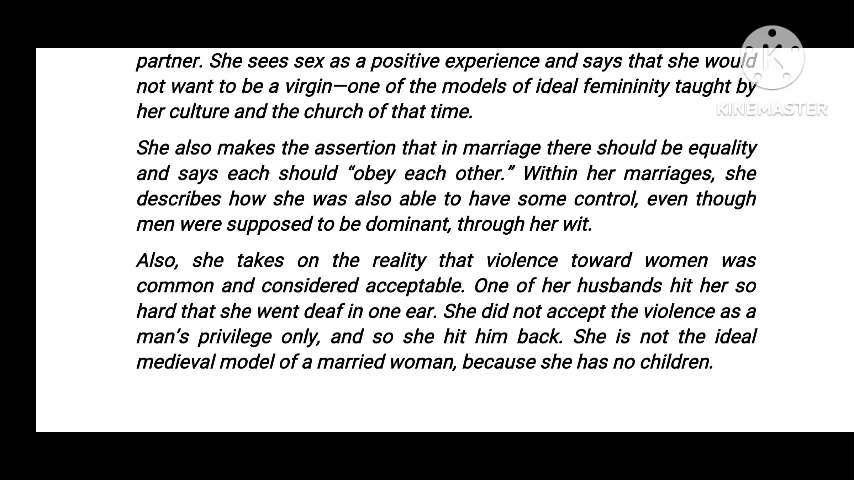 partner. She sees sex as a positive experience and says that she would
not want to be a virgin—one of the models of ideal femininity taught by
her culture and the church of that time.
She also makes the assertion that in marriage there should be equality
and says each should “obey each other.” Within her marriages, she
describes how she was also able to have some control, even though
men were supposed to be dominant, through her wit.
Also, she takes on the reality that violence toward women was
common and considered acceptable. One of her husbands hit her so
hard that she went deaf in one ear. She did not accept the violence as a
man’s privilege only, and so she hit him back. She is not the ideal
medieval model of a married woman, because she has no children.
KINEMASTER